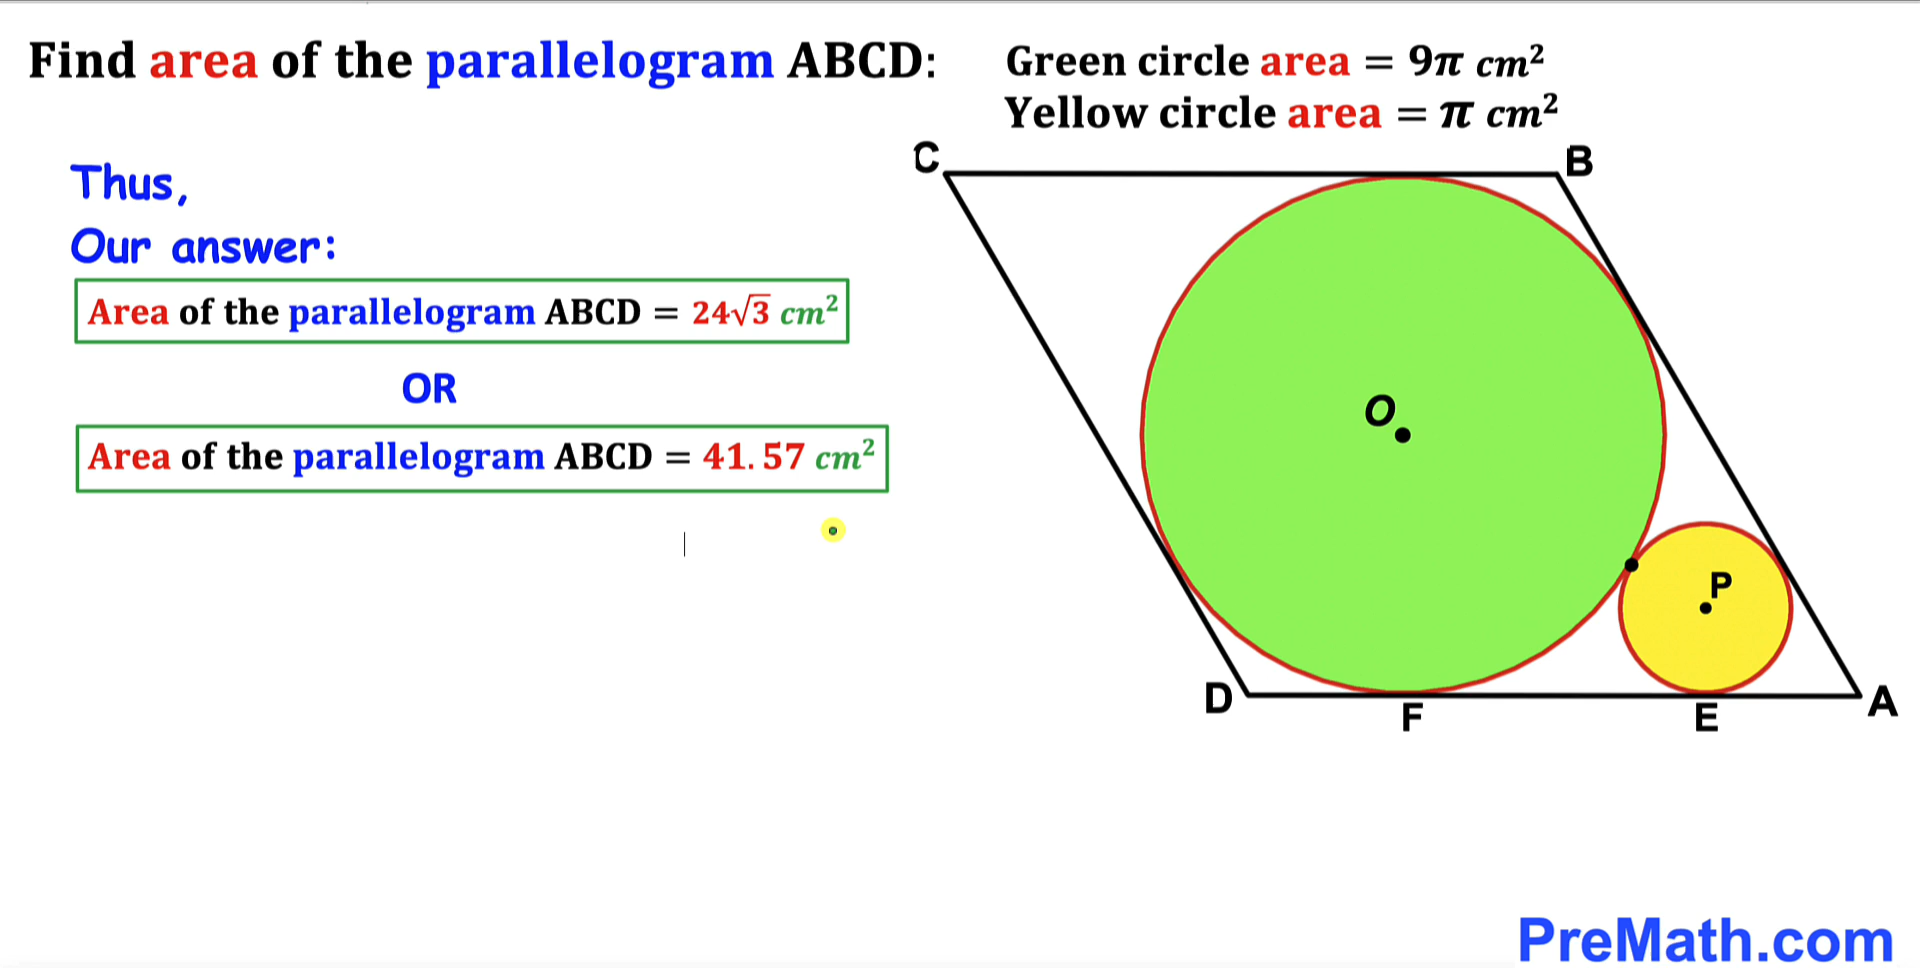 Find area of the parallelogram ABCD:
Green circle area = 9π cm²
Yellow circle area = π cm²
Thus,
Our answer:
Area of the parallelogram ABCD = 24√3 cm²
OR
Area of the parallelogram ABCD = 41.57 cm²
C
B
O
P
D
F
E
A
PreMath.com